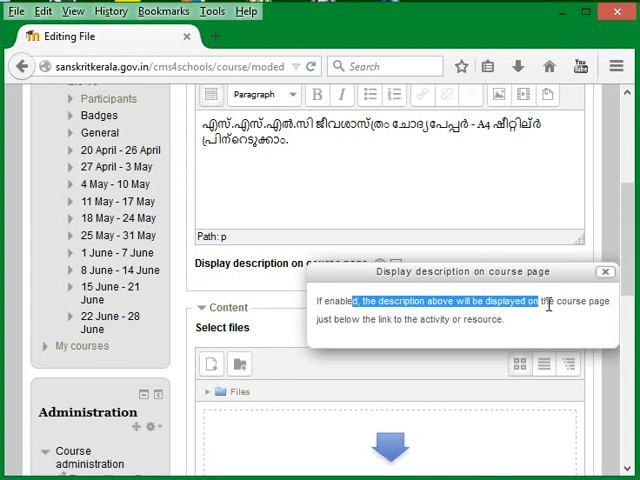 File Edit View History Bookmarks Tools Help
Editing File
sanskritkerala.gov.in/cms4schools/course/moded
Search
You Tube
Participants
Badges
General
20 April - 26 April
27 April - 3 May
4 May - 10 May
11 May - 17 May
18 May - 24 May
25 May - 31 May
1 June - 7 June
8 June - 14 June
15 June - 21
June
22 June - 28
June
My courses
Administration
Course
administration
Paragraph
B I
എസ്.എസ്.എൽ.സി ജീവശാസ്ത്രം ചോദ്യപേപ്പർ - A4 ഷീറ്റില്‍
പ്രിന്റെടുക്കാം.
Path: p
Display description on
Display description on course page
If enabled, the description above will be displayed on the course page
just below the link to the activity or resource.
Content
Select files
Files